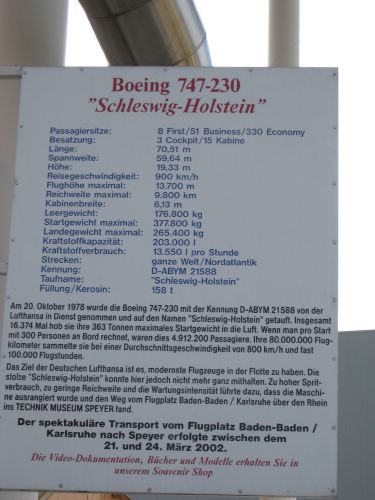 Boeing 747-230
"Schleswig-Holstein"
Passagiersitze: 8 First/51 Business/330 Economy
Besatzung: 3 Cockpit/15 Kabine
Länge: 70,51 m
Spannweite: 59,64 m
Höhe: 19,33 m
Reisegeschwindigkeit: 900 km/h
Flughöhe maximal: 13.700 m
Reichweite maximal: 9.800 km
Kabinenbreite: 6,13 m
Leergewicht: 176.800 kg
Startgewicht maximal: 377.800 kg
Landegewicht maximal: 265.400 kg
Kraftstoffkapazität: 203.000 l
Kraftstoffverbrauch: 13.550 l pro Stunde
Strecken: ganze Welt/Nordatlantik
Kennung: D-ABYM 21588
Taufname: "Schleswig-Holstein"
Füllung/Kerosin: 158 t
Am 20. Oktober 1978 wurde die Boeing 747-230 mit der Kennung D-ABYM 21588 von der
Lufthansa in Dienst genommen und auf den Namen "Schleswig-Holstein" getauft. Insgesamt
16.374 Mal hob sie ihr 363 Tonnen maximales Startgewicht in die Luft. Wenn man pro Start
mit 300 Personen an Bord rechnet, waren dies 4.912.200 Passagiere. Ihre 80.000.000 Flug-
kilometer sammelte sie bei einer Durchschnittsgeschwindigkeit von 800 km/h und fast
100.000 Flugstunden.
Das Ziel der Deutschen Lufthansa ist es, modernste Flugzeuge in der Flotte zu haben. Die
stolze "Schleswig-Holstein" konnte hier jedoch nicht mehr ganz mithalten. Zu hoher Sprit-
verbrauch, zu geringe Reichweite und die Wartungsintensität führte dazu, dass die Maschi-
ne ausrangiert wurde und den Weg vom Flugplatz Baden-Baden / Karlsruhe über den Rhein
ins TECHNIK MUSEUM SPEYER fand.
Der spektakuläre Transport vom Flugplatz Baden-Baden /
Karlsruhe nach Speyer erfolgte zwischen dem
21. und 24. März 2002.
Die Video-Dokumentation, Bücher und Modelle erhalten Sie in
unserem Souvenir Shop